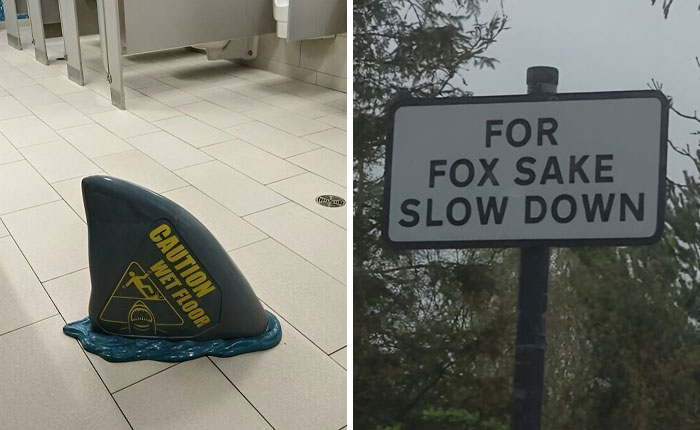 CAUTION
WET FLOOR
FOR
FOX SAKE
SLOW DOWN